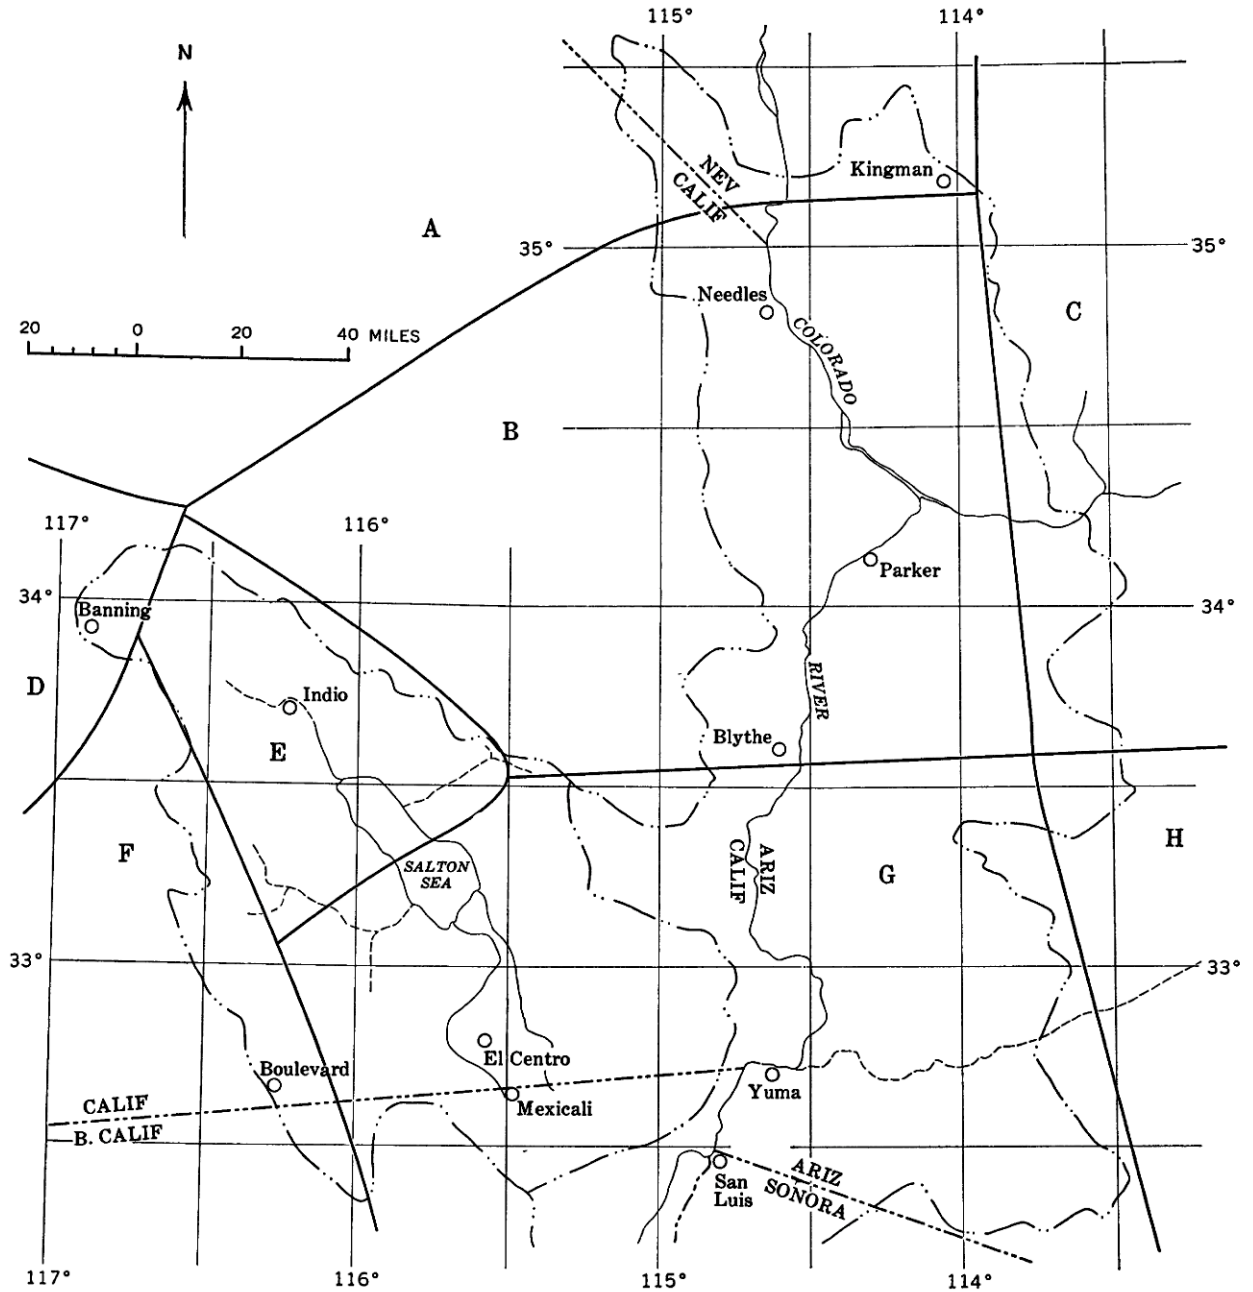 115°
114°
N
NEV
CALIF
Kingman
A
35°
35°
Needles
C
20
0
20
40 MILES
COLORADO
B
117°
116°
34°
Banning
Parker
34°
D
Indio
RIVER
Blythe
E
F
SALTON
SEA
ARIZ
CALIF
G
H
33°
33°
El Centro
Boulevard
Yuma
Mexicali
CALIF
B. CALIF
ARIZ
SONORA
San
Luis
117°
116°
115°
114°